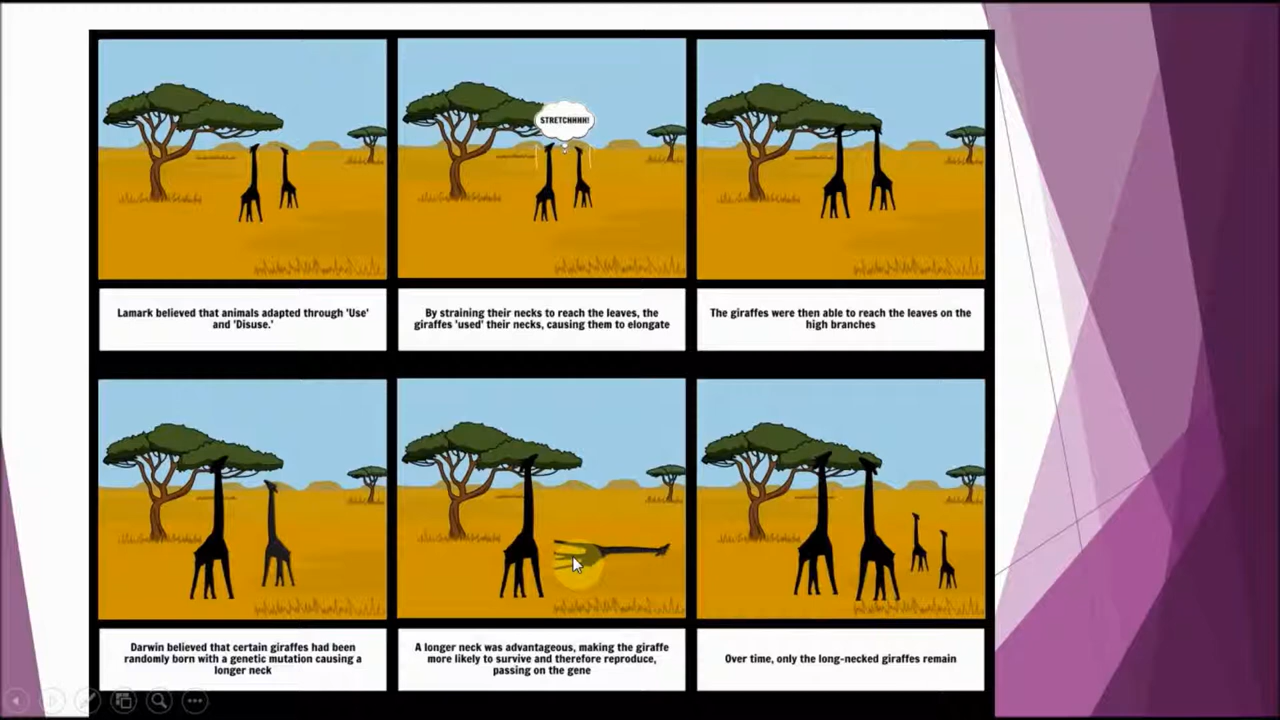 STRETCHHHH!
Lamark believed that animals adapted through 'Use'
and 'Disuse.'
By straining their necks to reach the leaves, the
giraffes 'used' their necks, causing them to elongate
The giraffes were then able to reach the leaves on the
high branches
Darwin believed that certain giraffes had been
randomly born with a genetic mutation causing a
longer neck
A longer neck was advantageous, making the giraffe
more likely to survive and therefore reproduce,
passing on the gene
Over time, only the long-necked giraffes remain